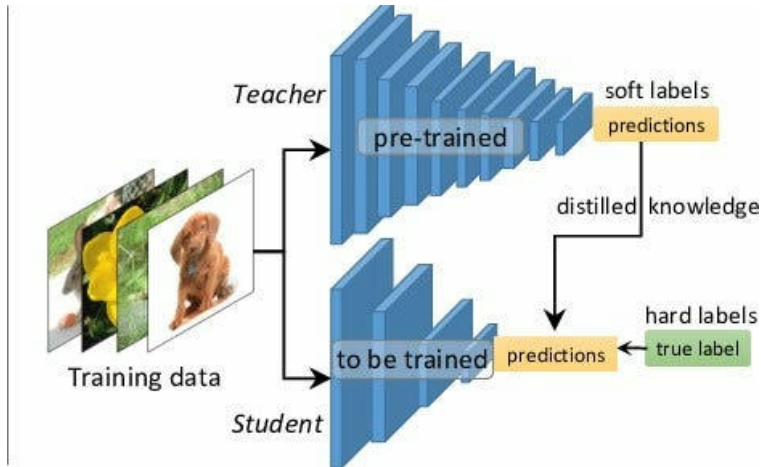 Teacher
soft labels
pre-trained
predictions
distilled knowledge
Training data
hard labels
to be trained
predictions
true label
Student